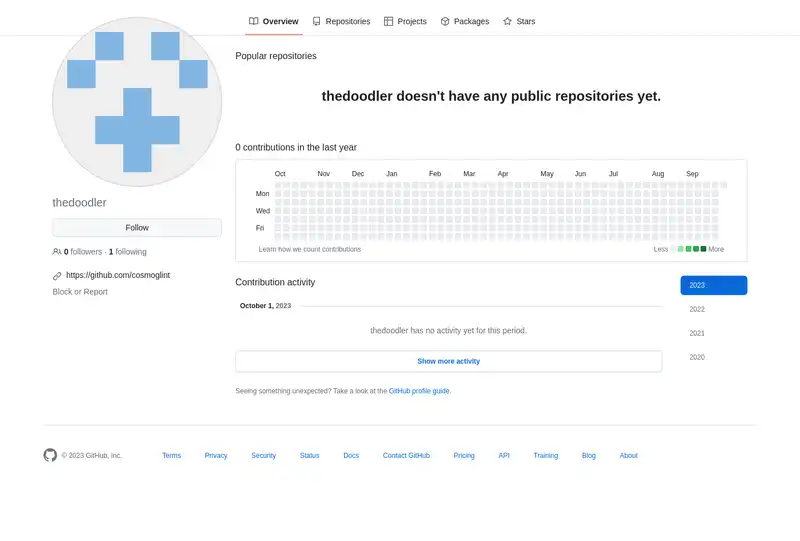 Overview Repositories Projects Packages Stars
Popular repositories
thedoodler doesn't have any public repositories yet.
0 contributions in the last year
Oct Nov Dec Jan Feb Mar Apr May Jun Jul Aug Sep
Mon
Wed
Fri
Learn how we count contributions
Less More
thedoodler
Follow
0 followers · 1 following
https://github.com/cosmoglint
Block or Report
Contribution activity
2023
2022
2021
2020
October 1, 2023
thedoodler has no activity yet for this period.
Show more activity
Seeing something unexpected? Take a look at the GitHub profile guide.
© 2023 GitHub, Inc. Terms Privacy Security Status Docs Contact GitHub Pricing API Training Blog About